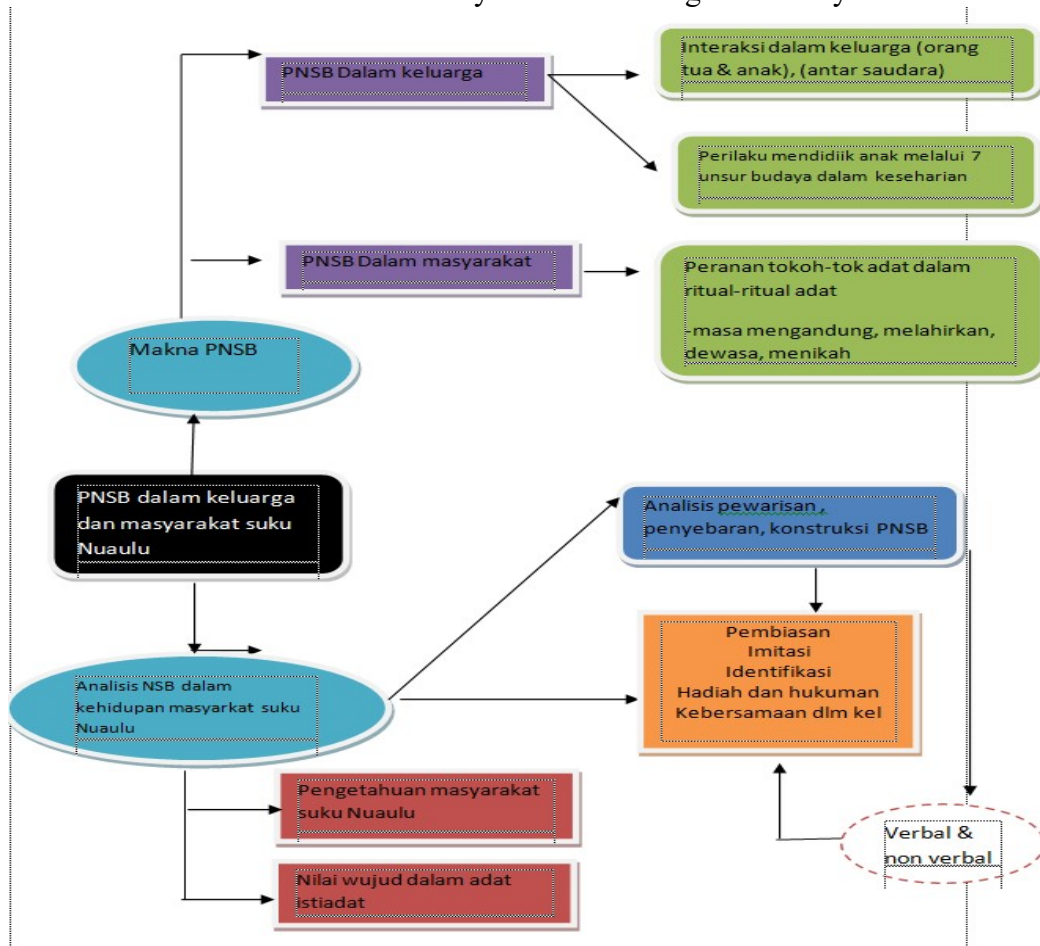 Interaksi dalam keluarga (orang
tua & anak), (antar saudara)
PNSB Dalam keluarga
Perilaku mendidiik anak melalui 7
unsur budaya dalam keseharian
PNSB Dalam masyarakat
Peranan tokoh-tok adat dalam
ritual-ritual adat
-masa mengandung, melahirkan,
dewasa, menikah
Makna PNSB
PNSB dalam keluarga
dan masyarakat suku
Nuaulu
Analisis pewarisan ,
penyebaran, konstruksi PNSB
Pembiasan
Imitasi
Identifikasi
Hadiah dan hukuman
Kebersamaan dlm kel
Analisis NSB dalam
kehidupan masyarkat suku
Nuaulu
Pengetahuan masyarakat
suku Nuaulu
Verbal &
non verbal
Nilai wujud dalam adat
istiadat